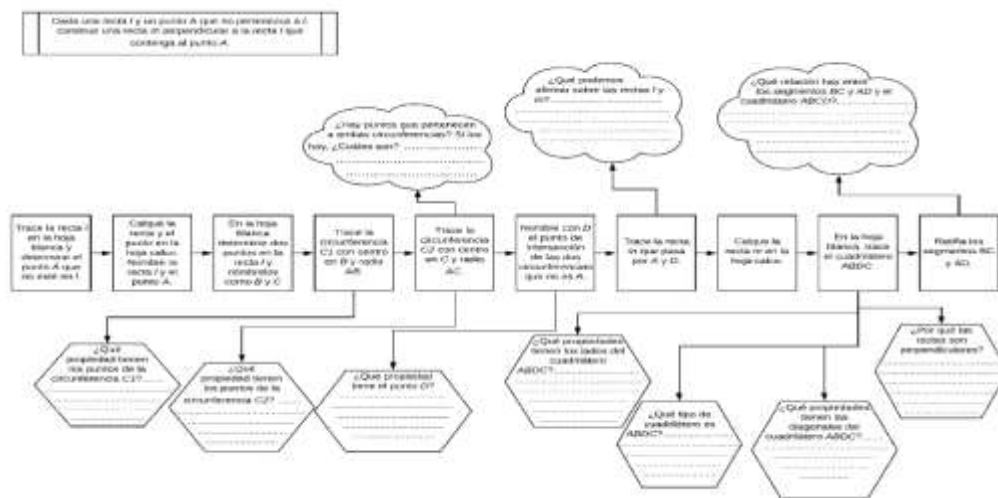 Dada una recta l y un punto A que no pertenezca a l,
construir una recta m perpendicular a la recta l que
contenga al punto A.
¿Hay puntos que pertenecen
a ambas circunferencias? Si los
hay, ¿Cuáles son?
¿Qué podemos
afirmar sobre las rectas l y
m?
¿Qué relación hay entre
los segmentos BC y AD y el
cuadrilátero ABCD?
Trace la recta l
en la hoja
blanca y
determine el
punto A que
no esté en l.
Calque la
recta y el
punto en la
hoja calco.
Nombre la
recta l y el
punto A.
En la hoja
blanca
determine dos
puntos en la
recta l y
nómbrelos
como B y C
Trace la
circunferencia
C1 con centro
en B y radio
AB.
Trace la
circunferencia
C2 con centro
en C y radio
AC.
Nombre con D
el punto de
intersección
de las dos
circunferencias
que no es A.
Trace la recta
m que pasa
por A y D.
Calque la
recta m en la
hoja calco.
En la hoja
blanca, trace
el cuadrilátero
ABDC
los
segmentos BC
y AD.
¿Qué
propiedad tienen
los puntos de la
circunferencia C1?
¿Qué
propiedad tienen
los puntos de la
circunferencia C2?
¿Qué propiedad
tiene el punto D?
¿Qué propiedades
tienen los lados del
cuadrilátero
ABDC?
¿Qué tipo de
cuadrilátero es
ABDC?
¿Qué propiedades
tienen las
diagonales del
cuadrilátero ABDC?
¿Por qué las
rectas son
perpendiculares?